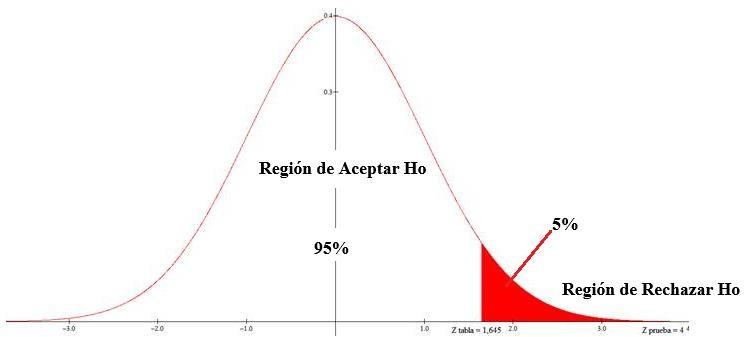 0.4
0.3
Región de Aceptar Ho
95%
5%
Región de Rechazar Ho
-3.0 -2.0 -1.0 1.0 2.0 3.0 4
Z tabla = 1,645 Z prueba = 4